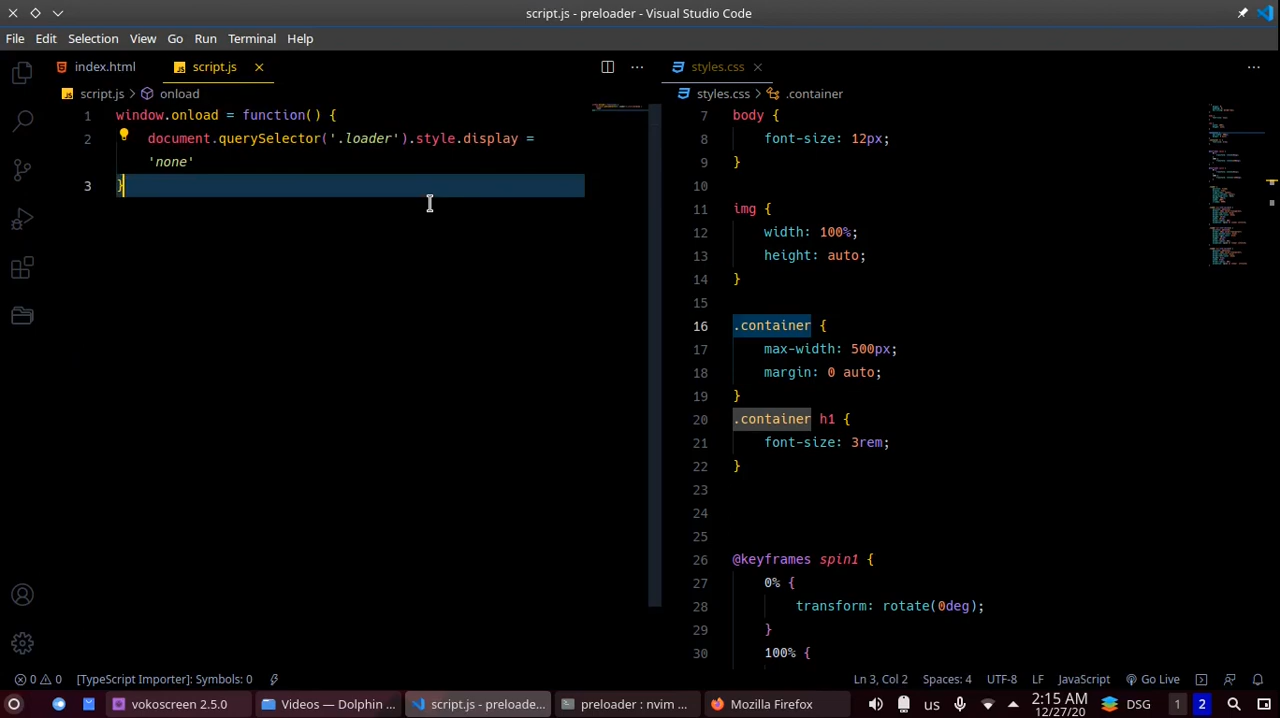 script.js - preloader - Visual Studio Code
File Edit Selection View Go Run Terminal Help
index.html script.js
script.js > onload
1 window.onload = function() {
2 document.querySelector('.loader').style.display =
'none'
3 }
styles.css
styles.css > .container
7 body {
8 font-size: 12px;
9 }
10
11 img {
12 width: 100%;
13 height: auto;
14 }
15
16 .container {
17 max-width: 500px;
18 margin: 0 auto;
19 }
20 .container h1 {
21 font-size: 3rem;
22 }
23
24
25
26 @keyframes spin1 {
27 0% {
28 transform: rotate(0deg);
29 }
30 100% {
0 0 [TypeScript Importer]: Symbols: 0 Ln 3, Col 2 Spaces: 4 UTF-8 LF JavaScript Go Live
vokoscreen 2.5.0 Videos — Dolphin ... script.js - preloade... preloader : nvim ... Mozilla Firefox us 2:15 AM DSG 1 2
12/27/20